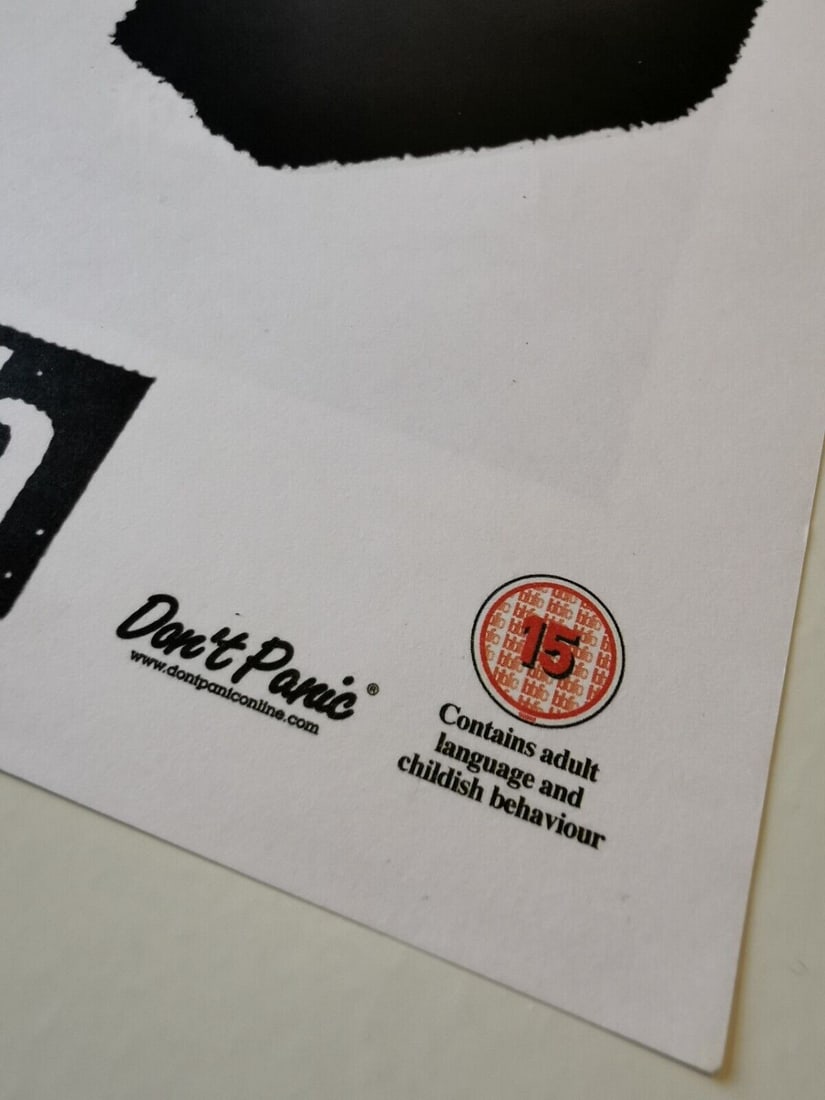 Don't Panic®
www.dontpaniconline.com
15
Contains adult
language and
childish behaviour